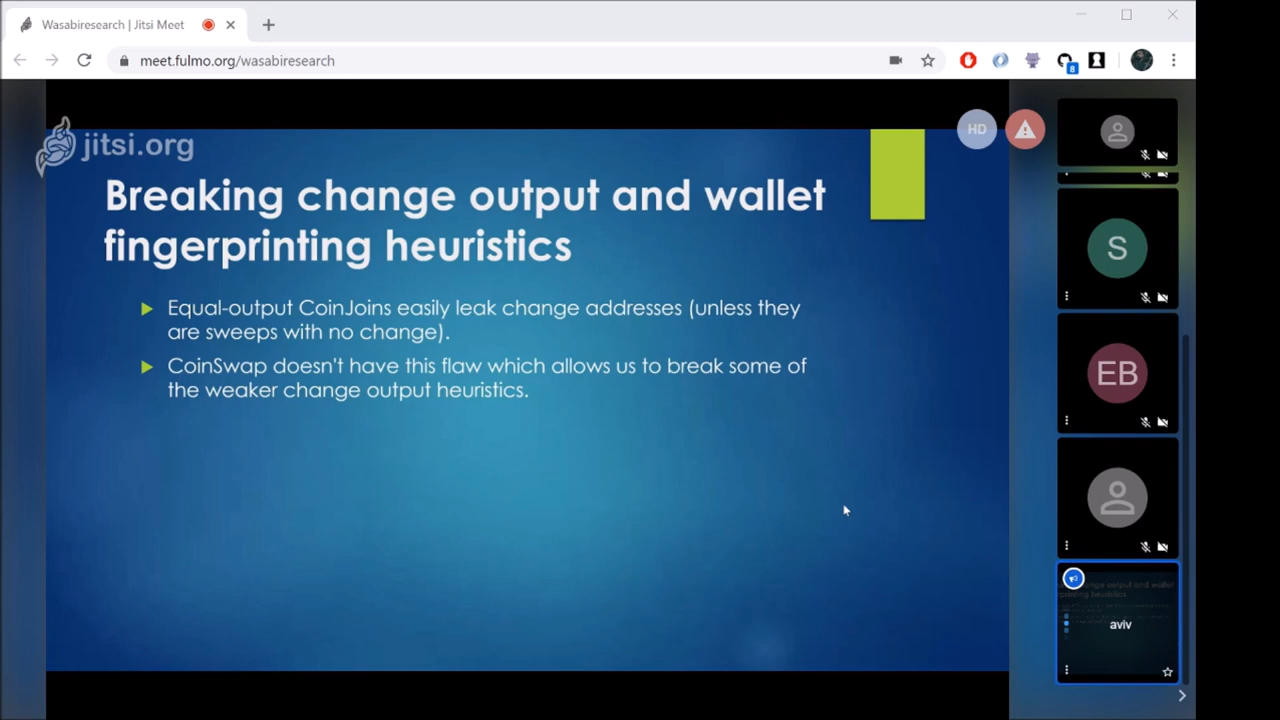 Wasabiresearch | Jitsi Meet
meet.fulmo.org/wasabiresearch
8
jitsi.org
HD
Breaking change output and wallet
fingerprinting heuristics
Equal-output CoinJoins easily leak change addresses (unless they
are sweeps with no change).
CoinSwap doesn't have this flaw which allows us to break some of
the weaker change output heuristics.
S
EB
aviv